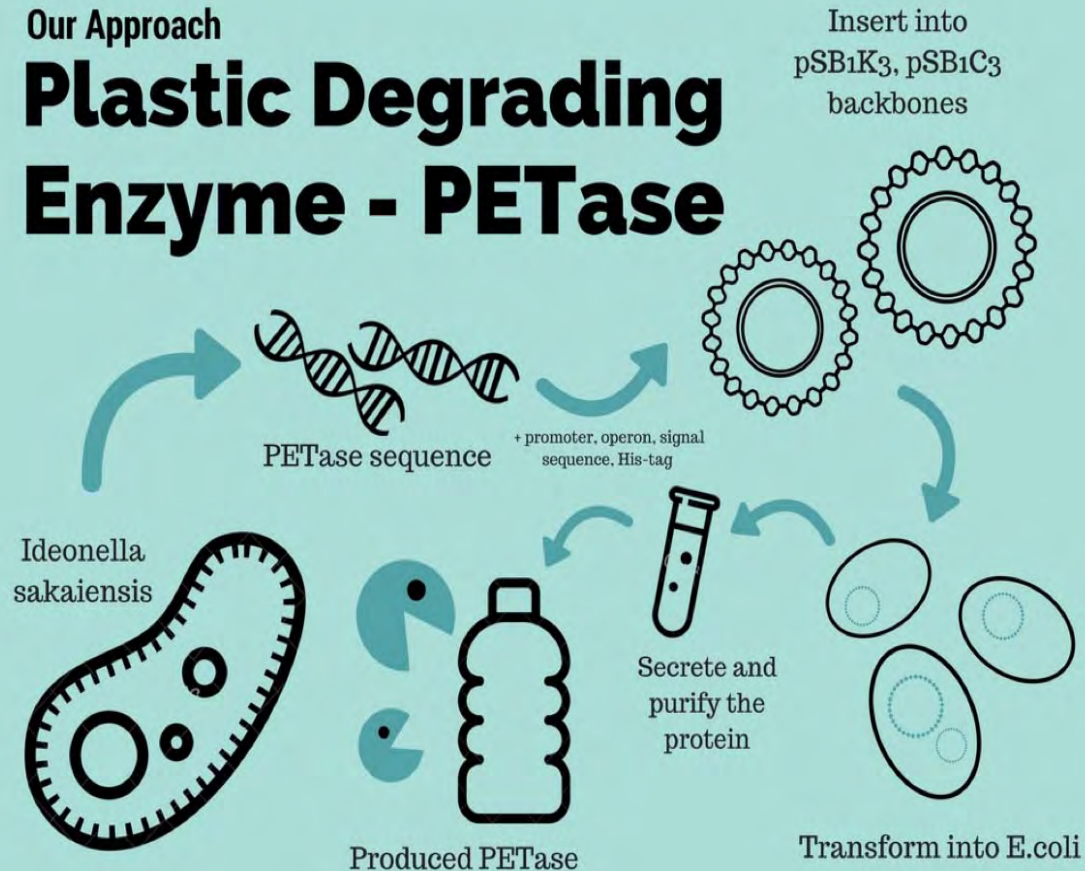 Our Approach
Plastic Degrading
Enzyme - PETase
Insert into
pSB1K3, pSB1C3
backbones
PETase sequence
+ promoter, operon, signal
sequence, His-tag
Ideonella
sakaiensis
Secrete and
purify the
protein
Produced PETase
Transform into E.coli